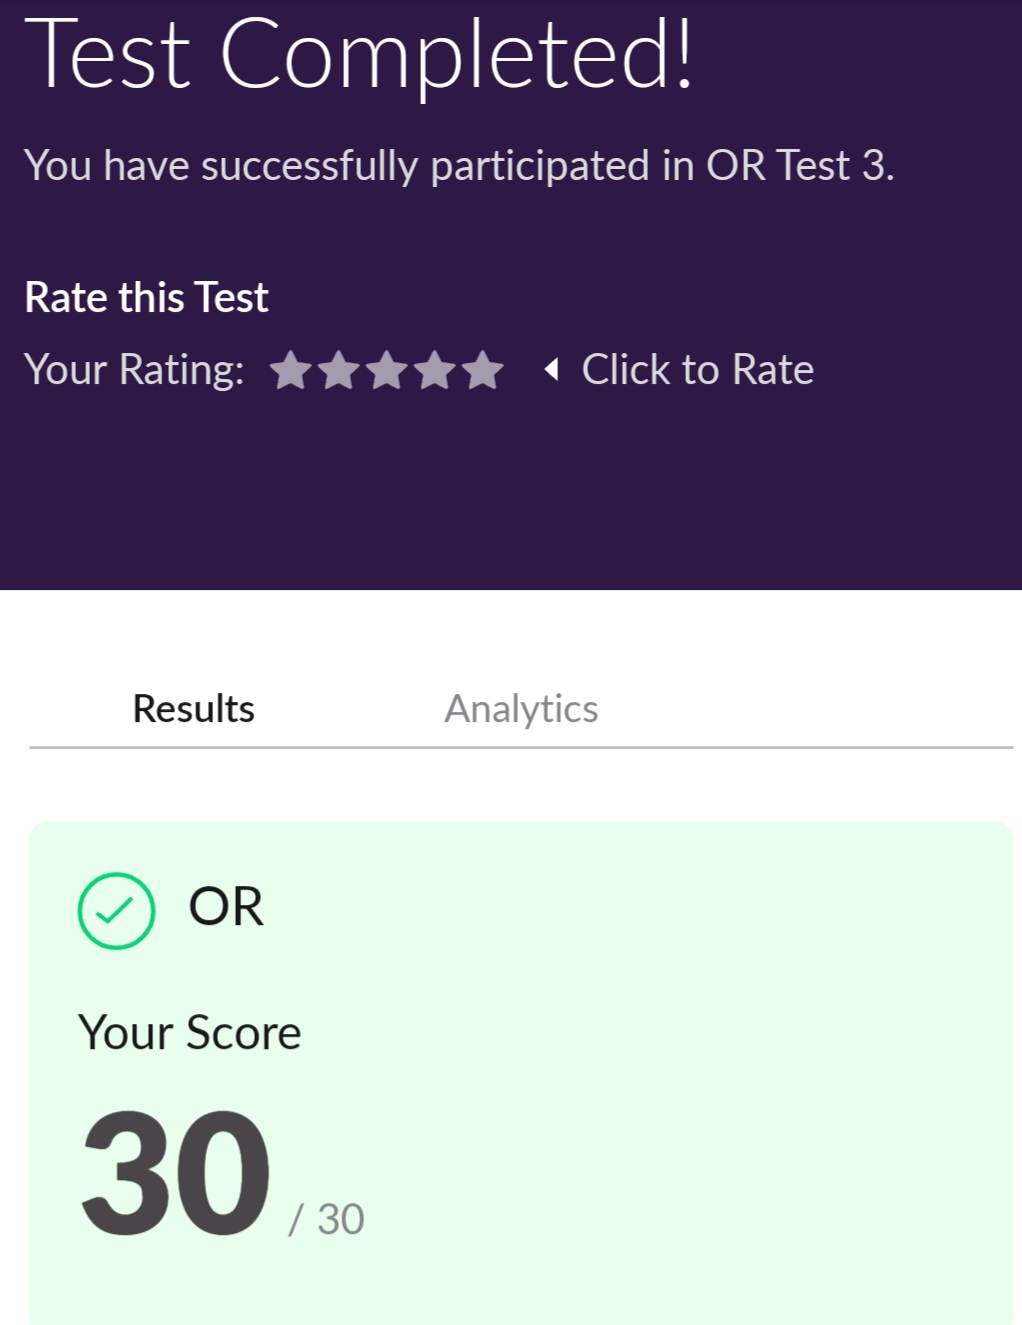 Test Completed!
You have successfully participated in OR Test 3.
Rate this Test
Your Rating:
Click to Rate
Results
Analytics
OR
Your Score
30 / 30